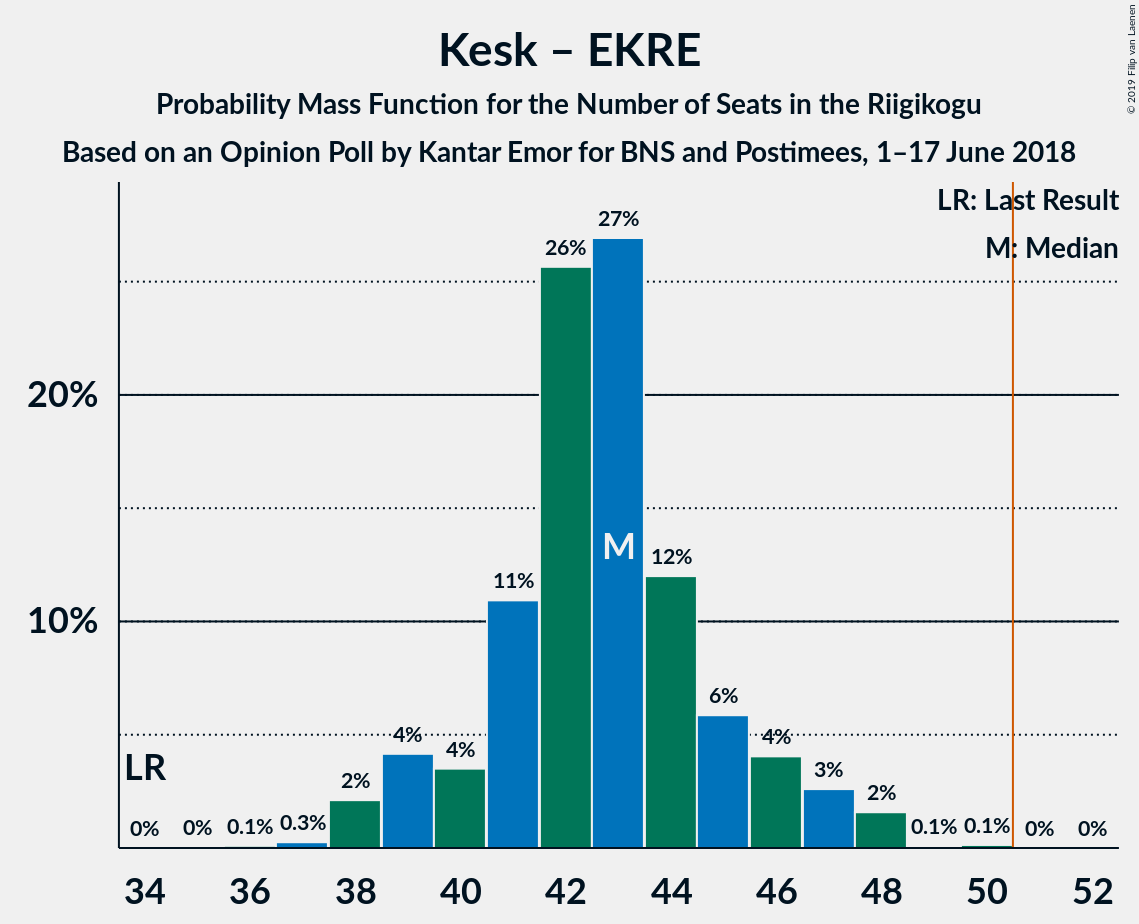 © 2019 Filip van Laenen
Kesk – EKRE
Probability Mass Function for the Number of Seats in the Riigikogu
Based on an Opinion Poll by Kantar Emor for BNS and Postimees, 1–17 June 2018
LR: Last Result
M: Median
27%
26%
20%
M
12%
11%
10%
6%
4%
4%
4%
LR
3%
2%
2%
0% 0% 0.1% 0.3% 0.1% 0.1% 0% 0%
34 36 38 40 42 44 46 48 50 52